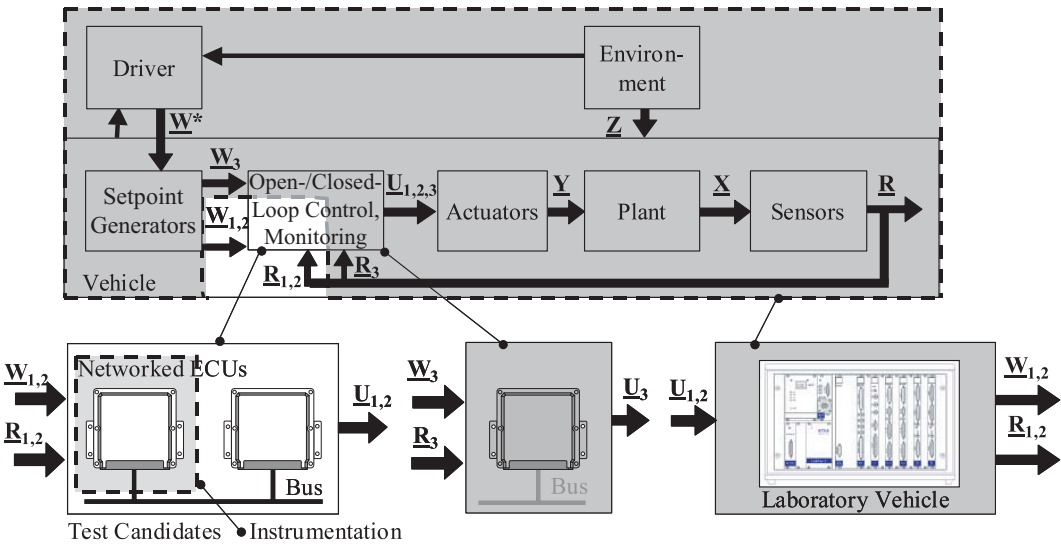 Driver
Environ-
ment
W*
Z
Setpoint
Generators
W3
W1,2
Open-/Closed-
Loop Control,
Monitoring
U1,2,3
Actuators
Y
Plant
X
Sensors
R
R1,2
R3
Vehicle
Networked ECUs
W1,2
R1,2
U1,2
Bus
Test Candidates
Instrumentation
W3
R3
U3
Bus
U1,2
W1,2
R1,2
Laboratory Vehicle